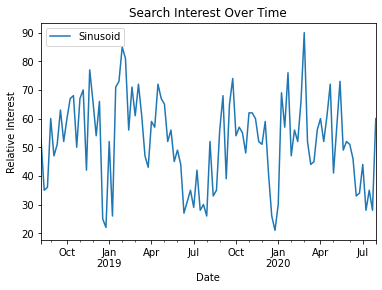 Search Interest Over Time
Sinusoid
Relative Interest
90
80
70
60
50
40
30
20
Oct Jan Apr Jul Oct Jan Apr Jul
2019 2020
Date